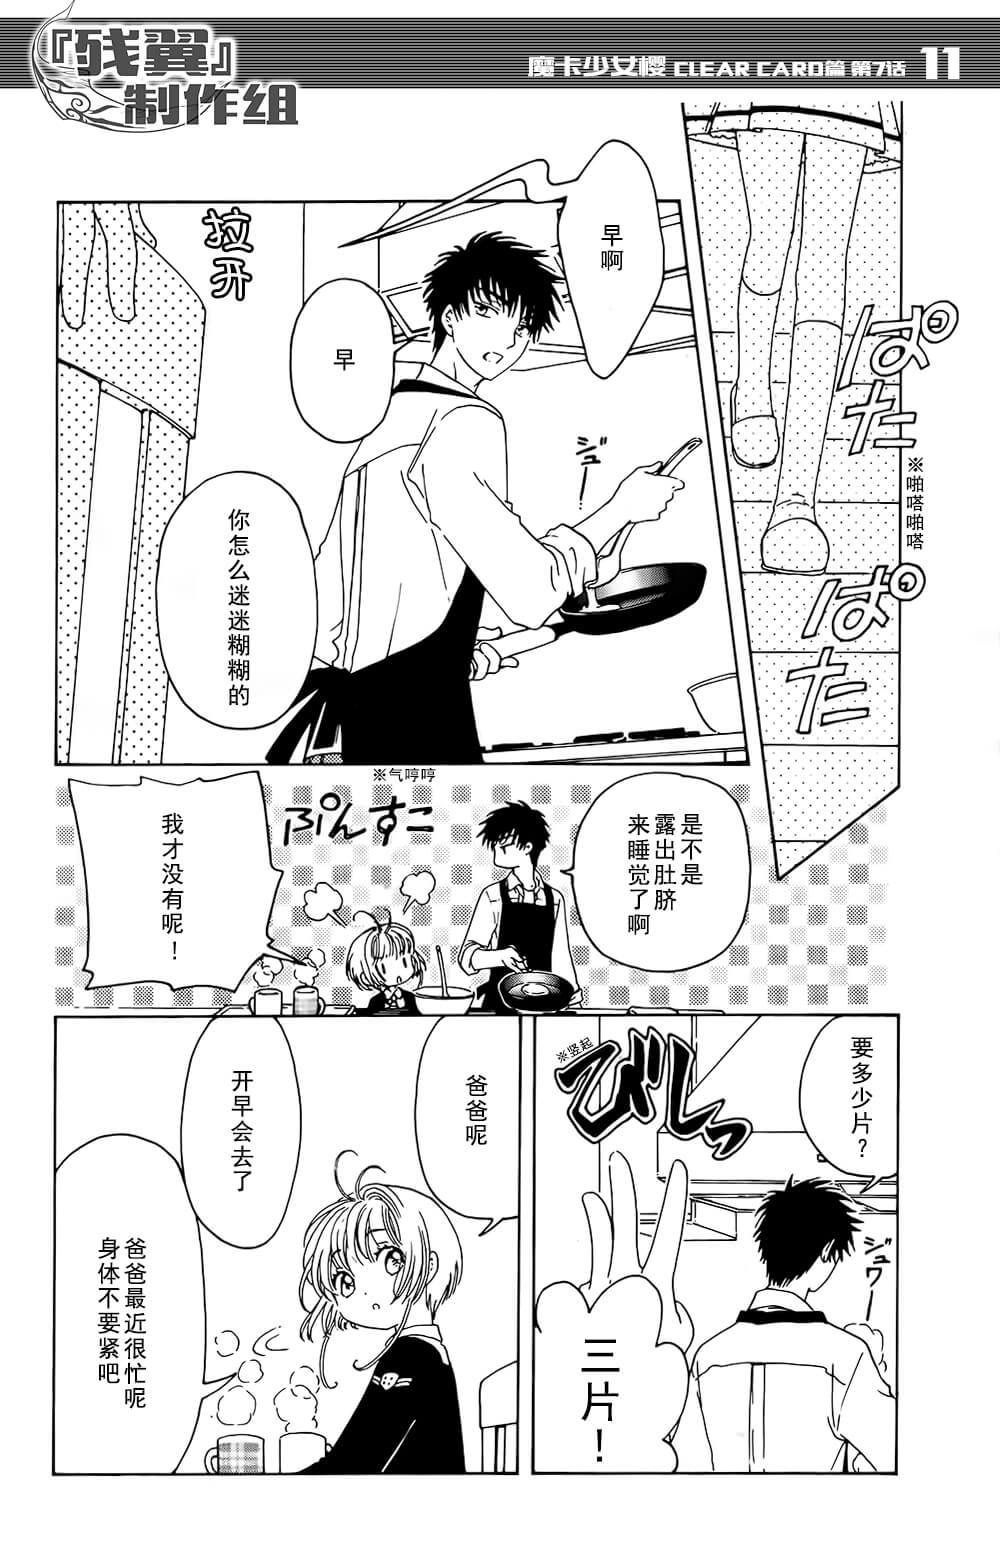 『残翼』
制作组
魔卡少女樱 CLEAR CARD篇 第7话 11
ぱた
※啪嗒啪嗒
ぱた
早啊
拉开
早
ジュー
你怎么迷迷糊糊的
是不是
露出肚脐
来睡觉了啊
※气哼哼
ぷんすこ
我才没有呢！
要多少片？
ジュワー
※竖起
びしっ
三片！
爸爸呢
开早会去了
爸爸最近很忙呢
身体不要紧吧